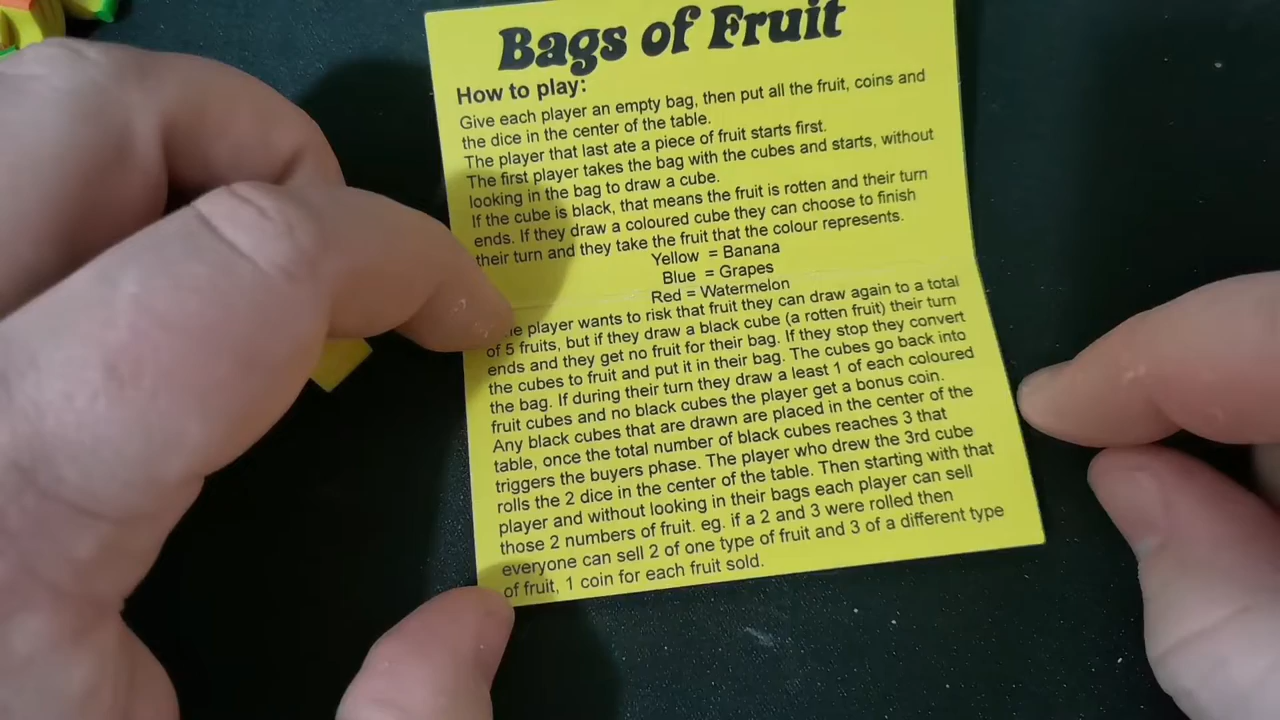 Bags of Fruit
How to play:
Give each player an empty bag, then put all the fruit, coins and
the dice in the center of the table.
The player that last ate a piece of fruit starts first.
The first player takes the bag with the cubes and starts, without
looking in the bag to draw a cube.
If the cube is black, that means the fruit is rotten and their turn
ends. If they draw a coloured cube they can choose to finish
their turn and they take the fruit that the colour represents.
Yellow = Banana
Blue = Grapes
Red = Watermelon
player wants to risk that fruit they can draw again to a total
of 5 fruits, but if they draw a black cube (a rotten fruit) their turn
ends and they get no fruit for their bag. If they stop they convert
the cubes to fruit and put it in their bag. The cubes go back into
the bag. If during their turn they draw a least 1 of each coloured
fruit cubes and no black cubes the player get a bonus coin.
Any black cubes that are drawn are placed in the center of the
table, once the total number of black cubes reaches 3 that
triggers the buyers phase. The player who drew the 3rd cube
rolls the 2 dice in the center of the table. Then starting with that
player and without looking in their bags each player can sell
those 2 numbers of fruit. eg. if a 2 and 3 were rolled then
everyone can sell 2 of one type of fruit and 3 of a different type
of fruit, 1 coin for each fruit sold.